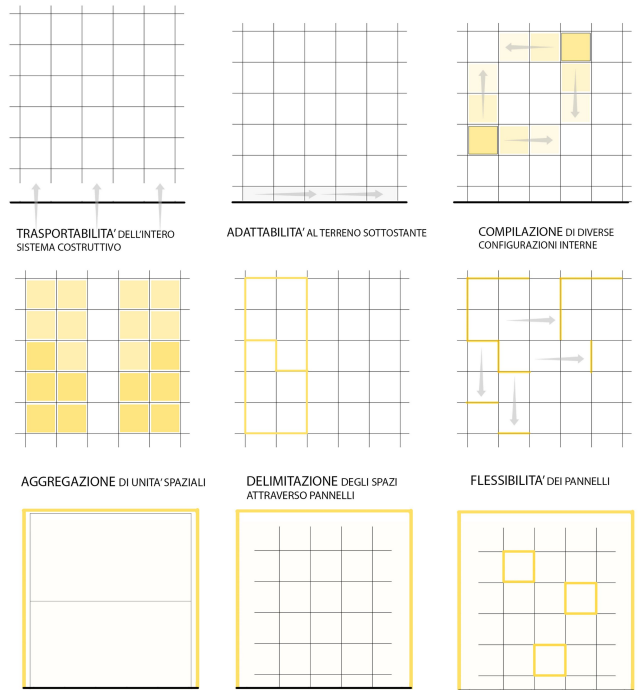 TRASPORTABILITA' DELL'INTERO
SISTEMA COSTRUTTIVO
ADATTABILITA' AL TERRENO SOTTOSTANTE
COMPILAZIONE DI DIVERSE
CONFIGURAZIONI INTERNE
AGGREGAZIONE DI UNITA' SPAZIALI
DELIMITAZIONE DEGLI SPAZI
ATTRAVERSO PANNELLI
FLESSIBILITA' DEI PANNELLI